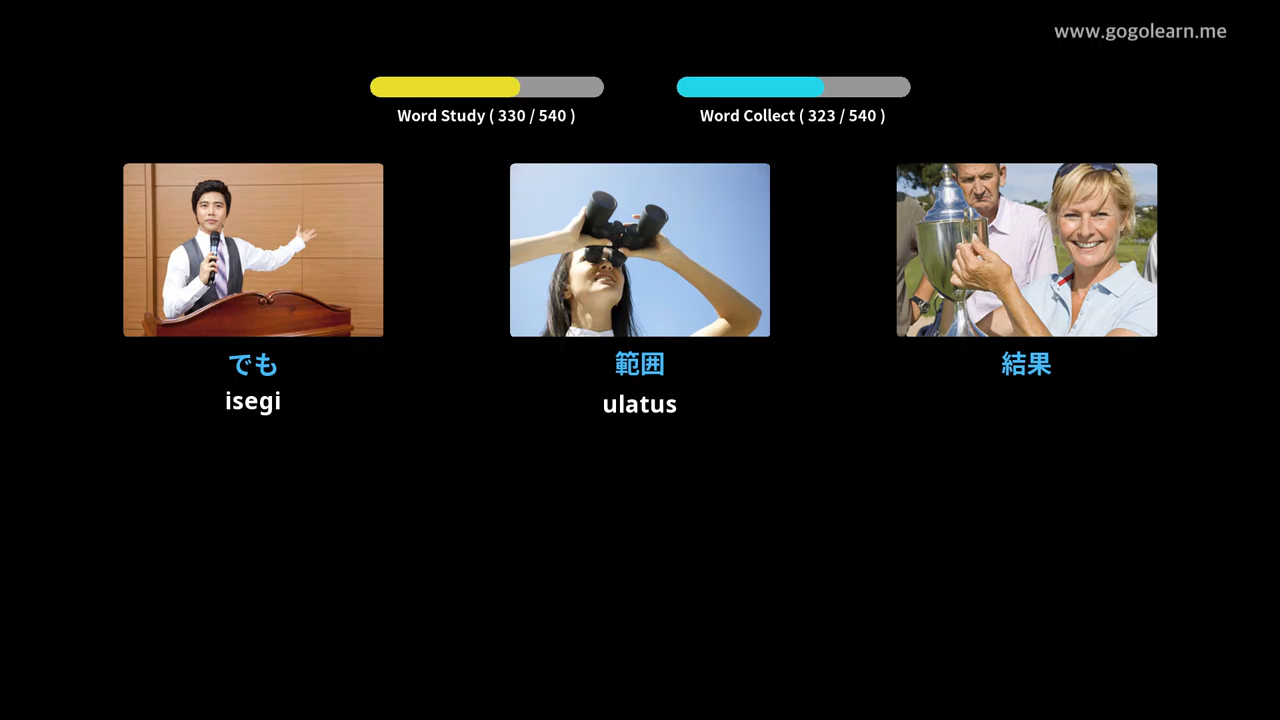 www.gogolearn.me
Word Study ( 330 / 540 )
Word Collect ( 323 / 540 )
でも
範囲
結果
isegi
ulatus